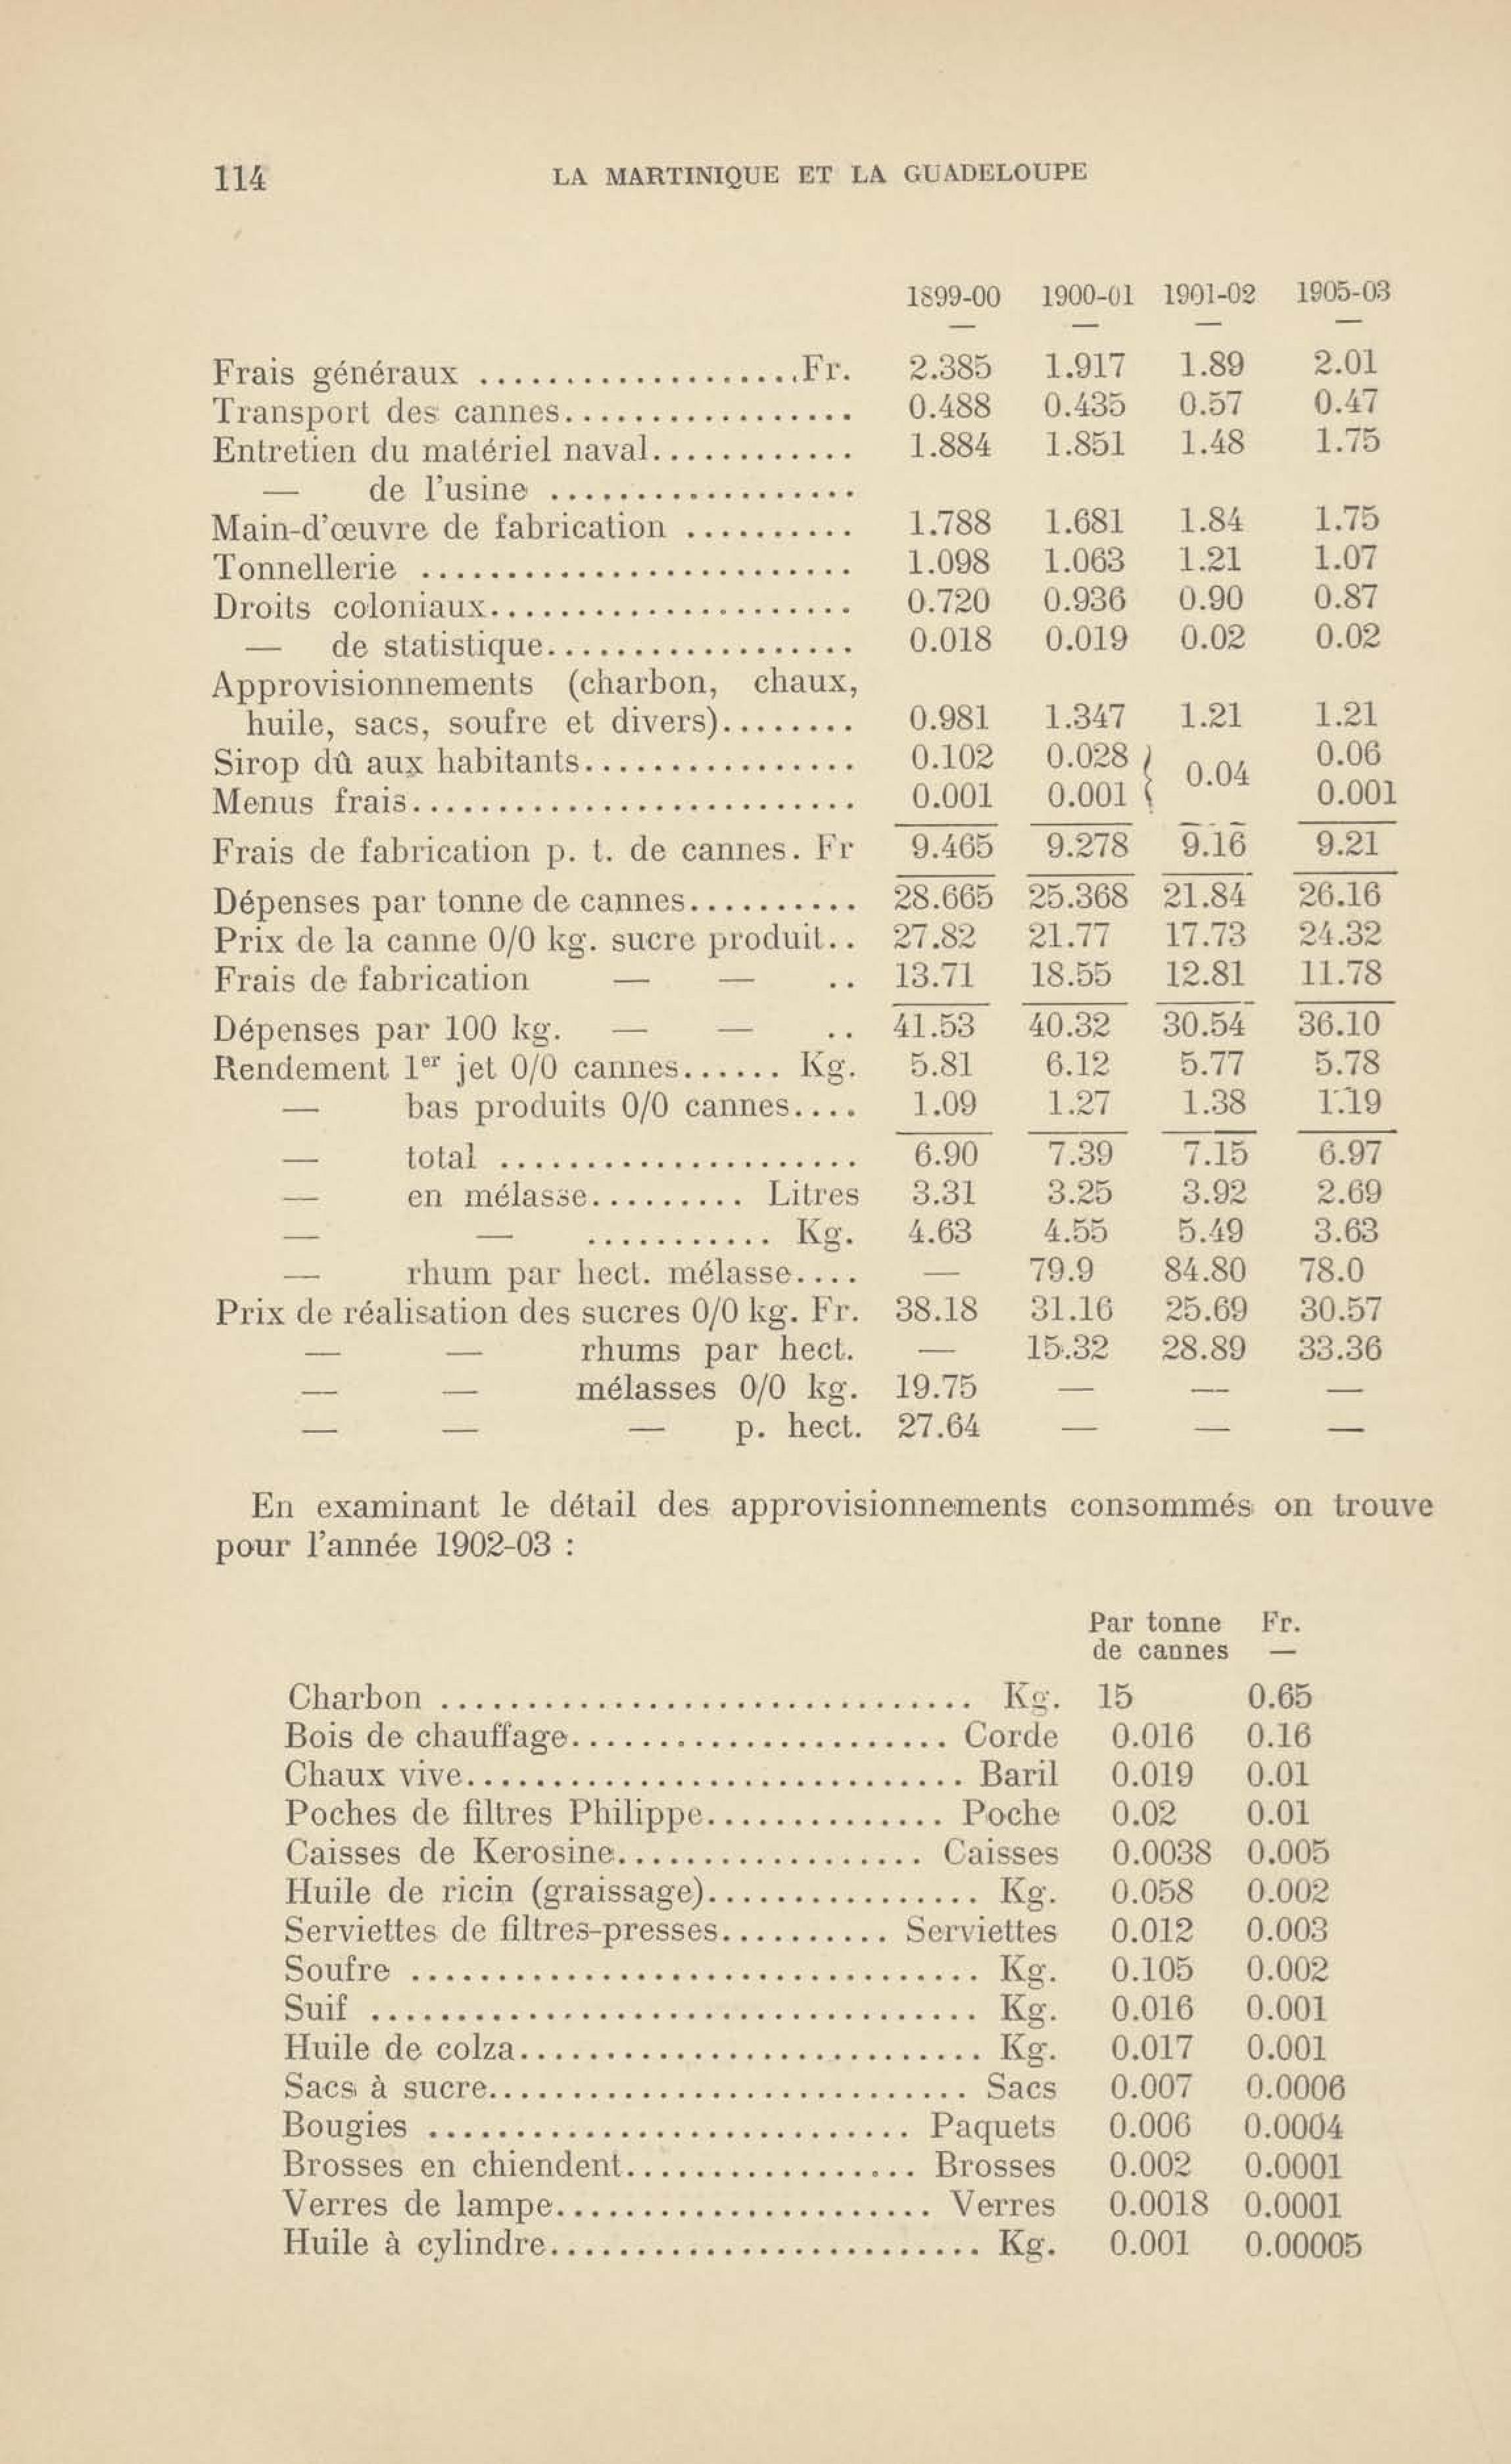 114 LA MARTINIQUE ET LA GUADELOUPE
1899-00 1900-01 1901-02 1905-03
— — — —
Frais généraux .....................Fr. 2.385 1.917 1.89 2.01
Transport des cannes................. 0.488 0.435 0.57 0.47
Entretien du matériel naval............ 1.884 1.851 1.48 1.75
— de l'usine ..................
Main-d'œuvre de fabrication .......... 1.788 1.681 1.84 1.75
Tonnellerie .......................... 1.098 1.063 1.21 1.07
Droits coloniaux..................... 0.720 0.936 0.90 0.87
— de statistique.................. 0.018 0.019 0.02 0.02
Approvisionnements (charbon, chaux,
huile, sacs, soufre et divers)........ 0.981 1.347 1.21 1.21
Sirop dû aux habitants................ 0.102 0.028 } 0.04 0.06
Menus frais.......................... 0.001 0.001 0.001
Frais de fabrication p. t. de cannes. Fr 9.465 9.278 9.16 9.21
Dépenses par tonne de cannes.......... 28.665 25.368 21.84 26.16
Prix de la canne 0/0 kg. sucre produit.. 27.82 21.77 17.73 24.32
Frais de fabrication — — .. 13.71 18.55 12.81 11.78
Dépenses par 100 kg. — — .. 41.53 40.32 30.54 36.10
Rendement 1er jet 0/0 cannes...... Kg. 5.81 6.12 5.77 5.78
— bas produits 0/0 cannes.... 1.09 1.27 1.38 1.19
— total ..................... 6.90 7.39 7.15 6.97
— en mélasse......... Litres 3.31 3.25 3.92 2.69
— — ........... Kg. 4.63 4.55 5.49 3.63
— rhum par hect. mélasse.... — 79.9 84.80 78.0
Prix de réalisation des sucres 0/0 kg. Fr. 38.18 31.16 25.69 30.57
— — rhums par hect. — 15.32 28.89 33.36
— — mélasses 0/0 kg. 19.75 — — —
— — — p. hect. 27.64 — — —
En examinant le détail des approvisionnements consommés on trouve
pour l'année 1902-03 :
Par tonne Fr.
de cannes —
Charbon ............................... Kg. 15 0.65
Bois de chauffage...................... Corde 0.016 0.16
Chaux vive............................. Baril 0.019 0.01
Poches de filtres Philippe.............. Poche 0.02 0.01
Caisses de Kerosine.................. Caisses 0.0038 0.005
Huile de ricin (graissage)................ Kg. 0.058 0.002
Serviettes de filtres-presses.......... Serviettes 0.012 0.003
Soufre ................................. Kg. 0.105 0.002
Suif .................................... Kg. 0.016 0.001
Huile de colza........................... Kg. 0.017 0.001
Sacs à sucre............................ Sacs 0.007 0.0006
Bougies ............................ Paquets 0.006 0.0004
Brosses en chiendent................. Brosses 0.002 0.0001
Verres de lampe...................... Verres 0.0018 0.0001
Huile à cylindre......................... Kg. 0.001 0.00005